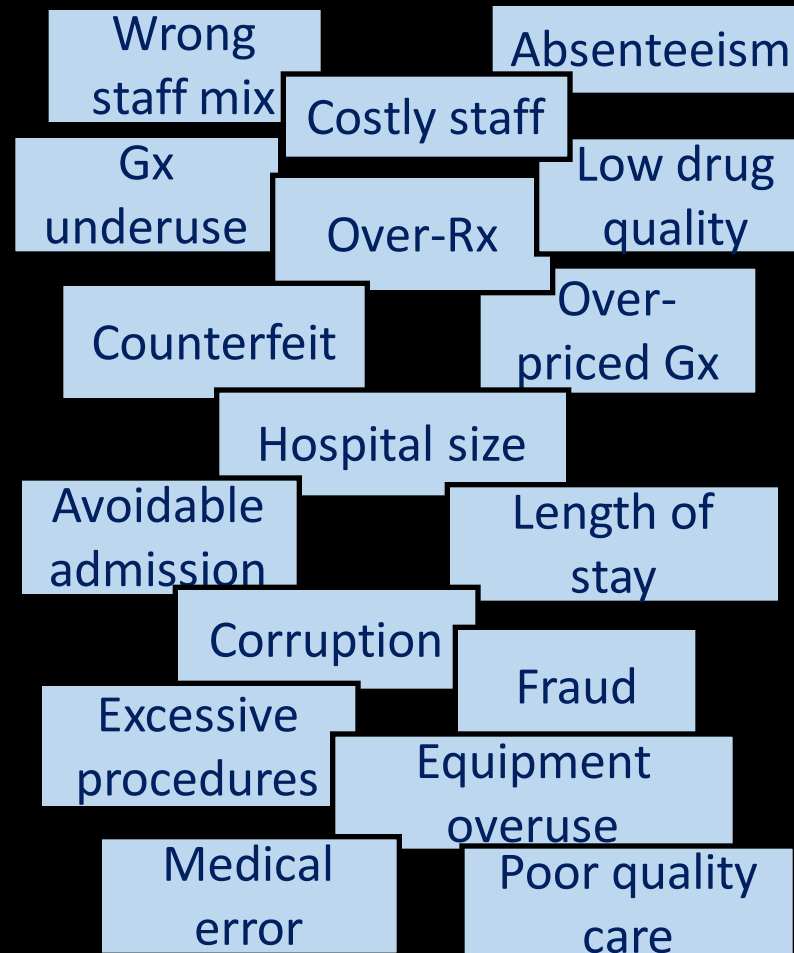 Wrong
staff mix
Absenteeism
Costly staff
Gx
underuse
Low drug
quality
Over-Rx
Counterfeit
Over-
priced Gx
Hospital size
Avoidable
admission
Length of
stay
Corruption
Fraud
Excessive
procedures
Equipment
overuse
Medical
error
Poor quality
care